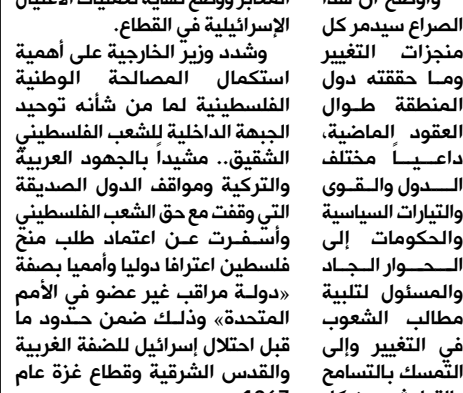 وأوضح أن هذا
الصراع سيدمر كل
منجزات التغيير
وما حققته دول
المنطقة طوال
العقود الماضية،
داعياً مختلف
الدول والقوى
والتيارات السياسية
والحكومات إلى
الحوار الجاد
والمسئول لتلبية
مطالب الشعوب
في التغيير وإلى
التمسك بالتسامح
الإسرائيلية في القطاع.
وشدد وزير الخارجية على أهمية
استكمال المصالحة الوطنية
الفلسطينية لما من شأنه توحيد
الجبهة الداخلية للشعب الفلسطيني
الشقيق.. مشيداً بالجهود العربية
والتركية ومواقف الدول الصديقة
التي وقفت مع حق الشعب الفلسطيني
وأسفرت عن اعتماد طلب منح
فلسطين اعترافا دوليا وأمميا بصفة
«دولة مراقب غير عضو في الأمم
المتحدة» وذلك ضمن حدود ما
قبل احتلال إسرائيل للضفة الغربية
والقدس الشرقية وقطاع غزة عام